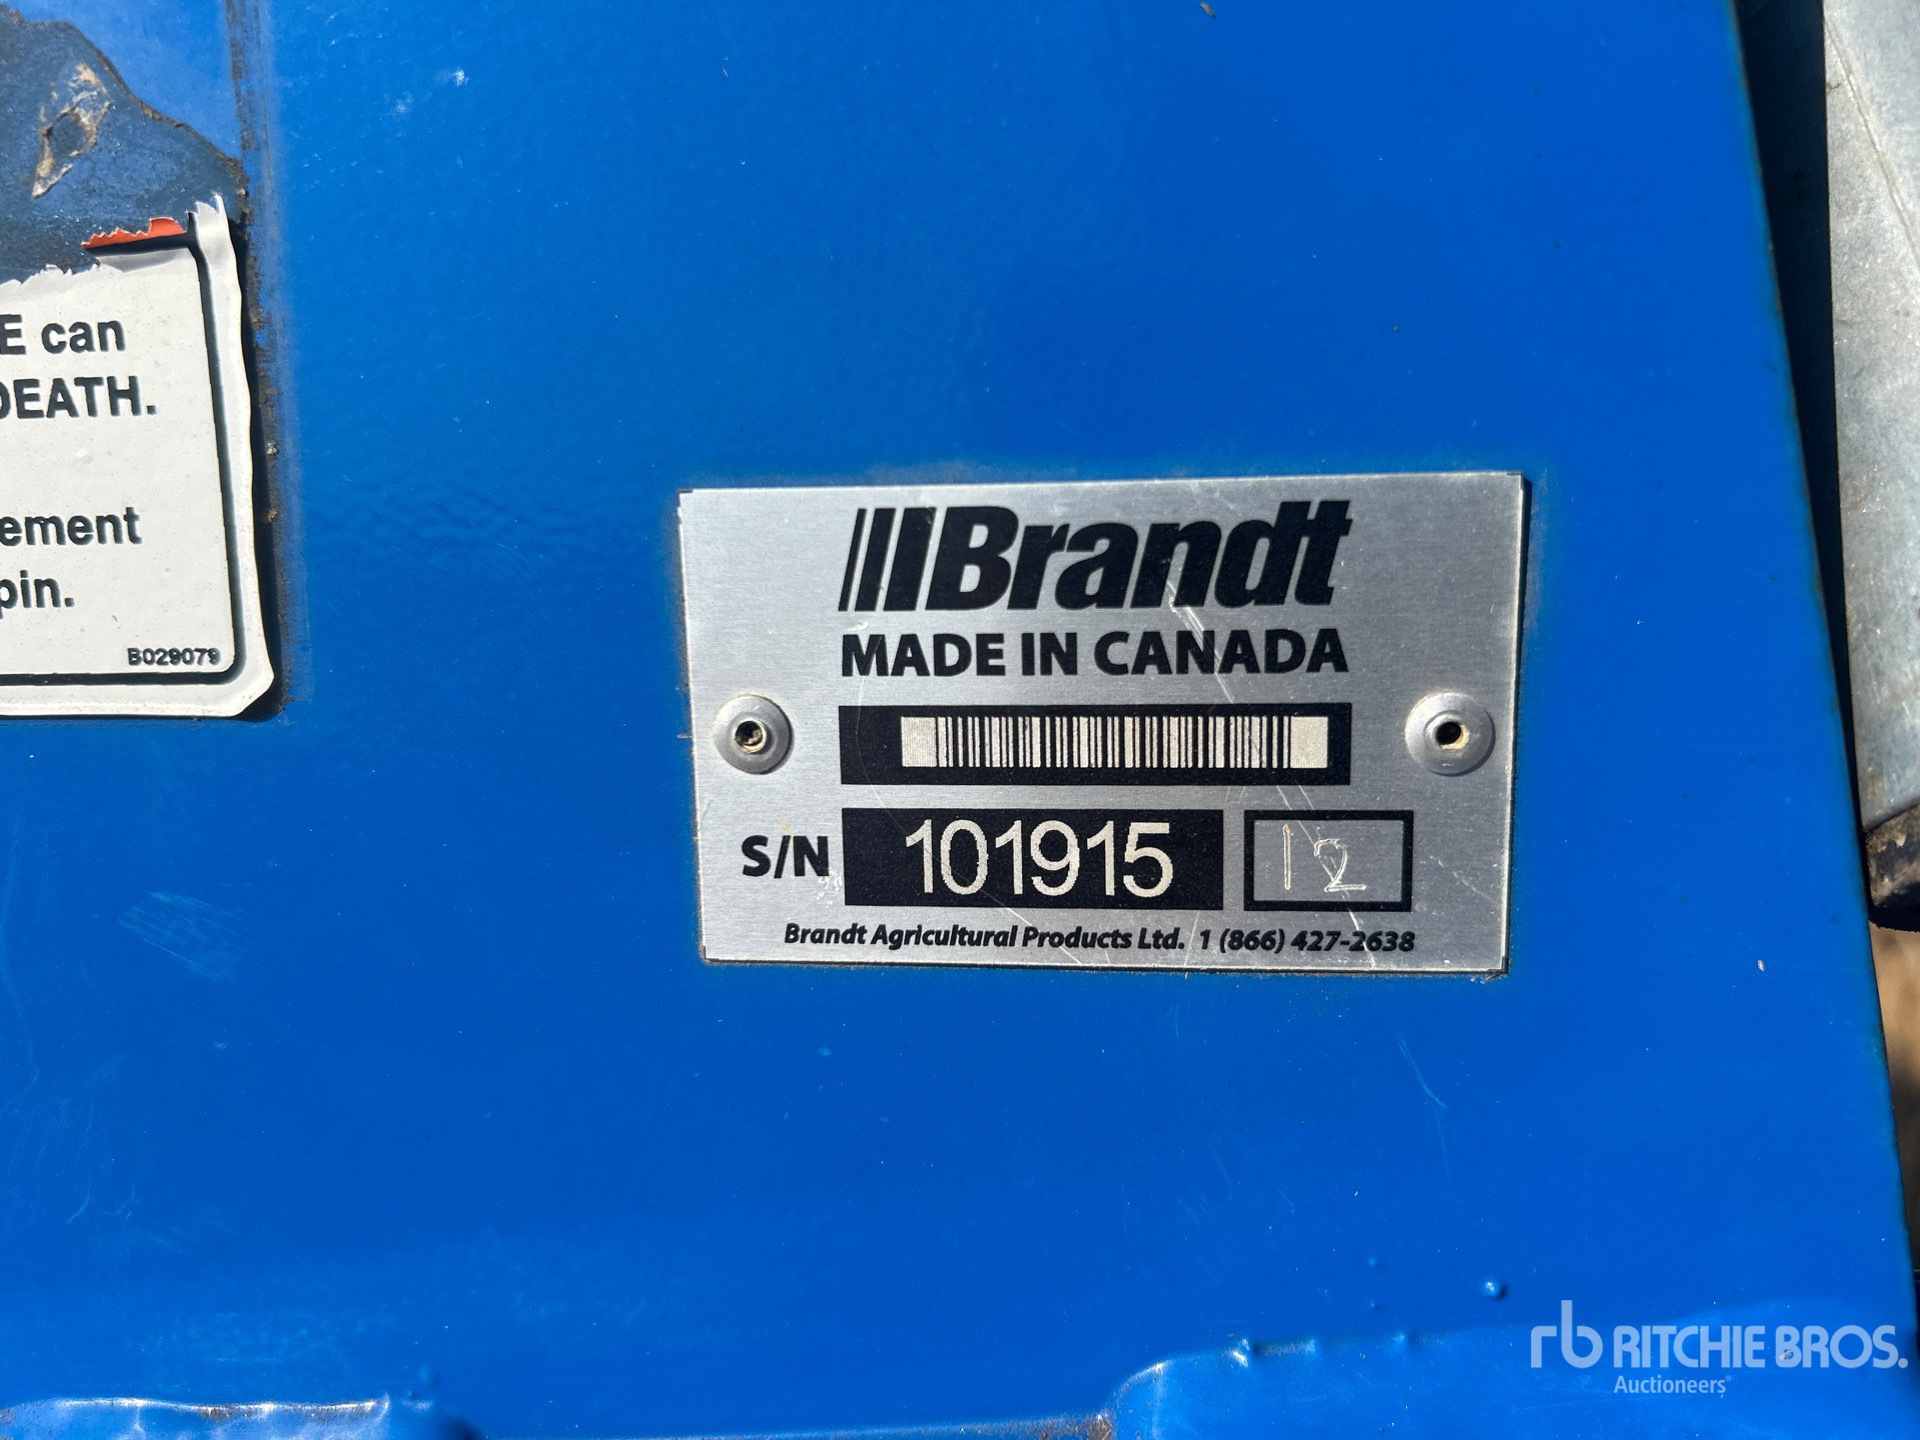 E can
DEATH.
ement
pin.
B029079
Brandt
MADE IN CANADA
S/N 101915 12
Brandt Agricultural Products Ltd. 1 (866) 427-2638
rb RITCHIE BROS.
Auctioneers